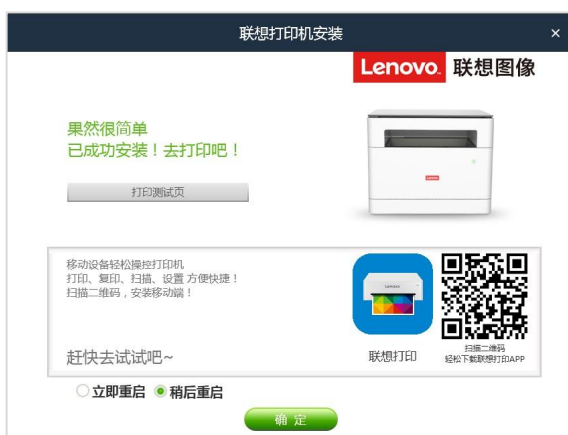 联想打印机安装
×
Lenovo. 联想图像
果然很简单
已成功安装！去打印吧！
打印测试页
Lenovo
移动设备轻松操控打印机
打印、复印、扫描、设置 方便快捷！
扫描二维码，安装移动端！
赶快去试试吧~
Lenovo
联想打印
扫描二维码
轻松下载联想打印APP
立即重启
稍后重启
确 定